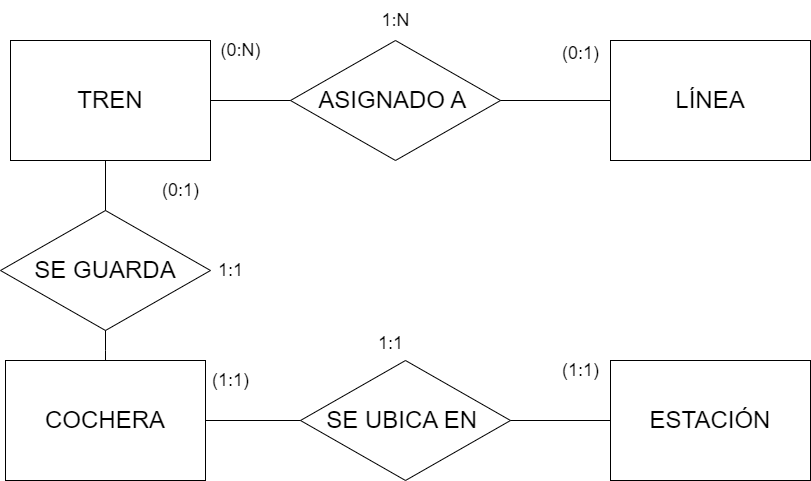 1:N
(0:N)
(0:1)
TREN
ASIGNADO A
LÍNEA
(0:1)
SE GUARDA
1:1
1:1
(1:1)
(1:1)
COCHERA
SE UBICA EN
ESTACIÓN